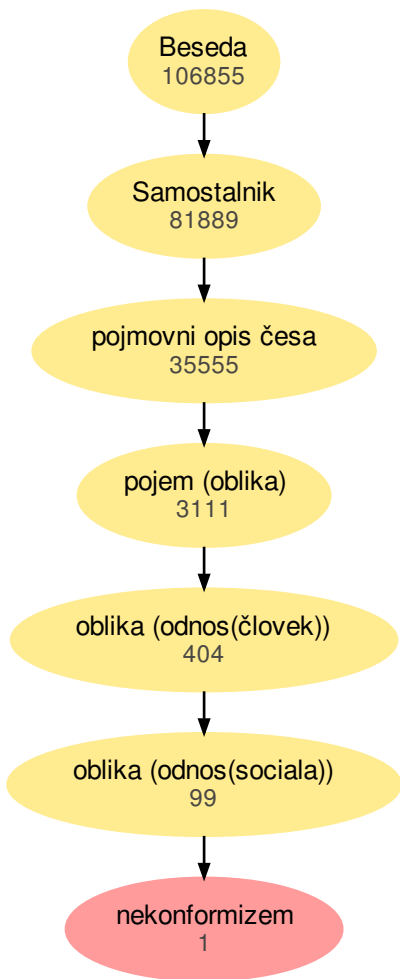 Beseda
106855
Samostalnik
81889
pojmovni opis česa
35555
pojem (oblika)
3111
oblika (odnos(človek))
404
oblika (odnos(sociala))
99
nekonformizem
1